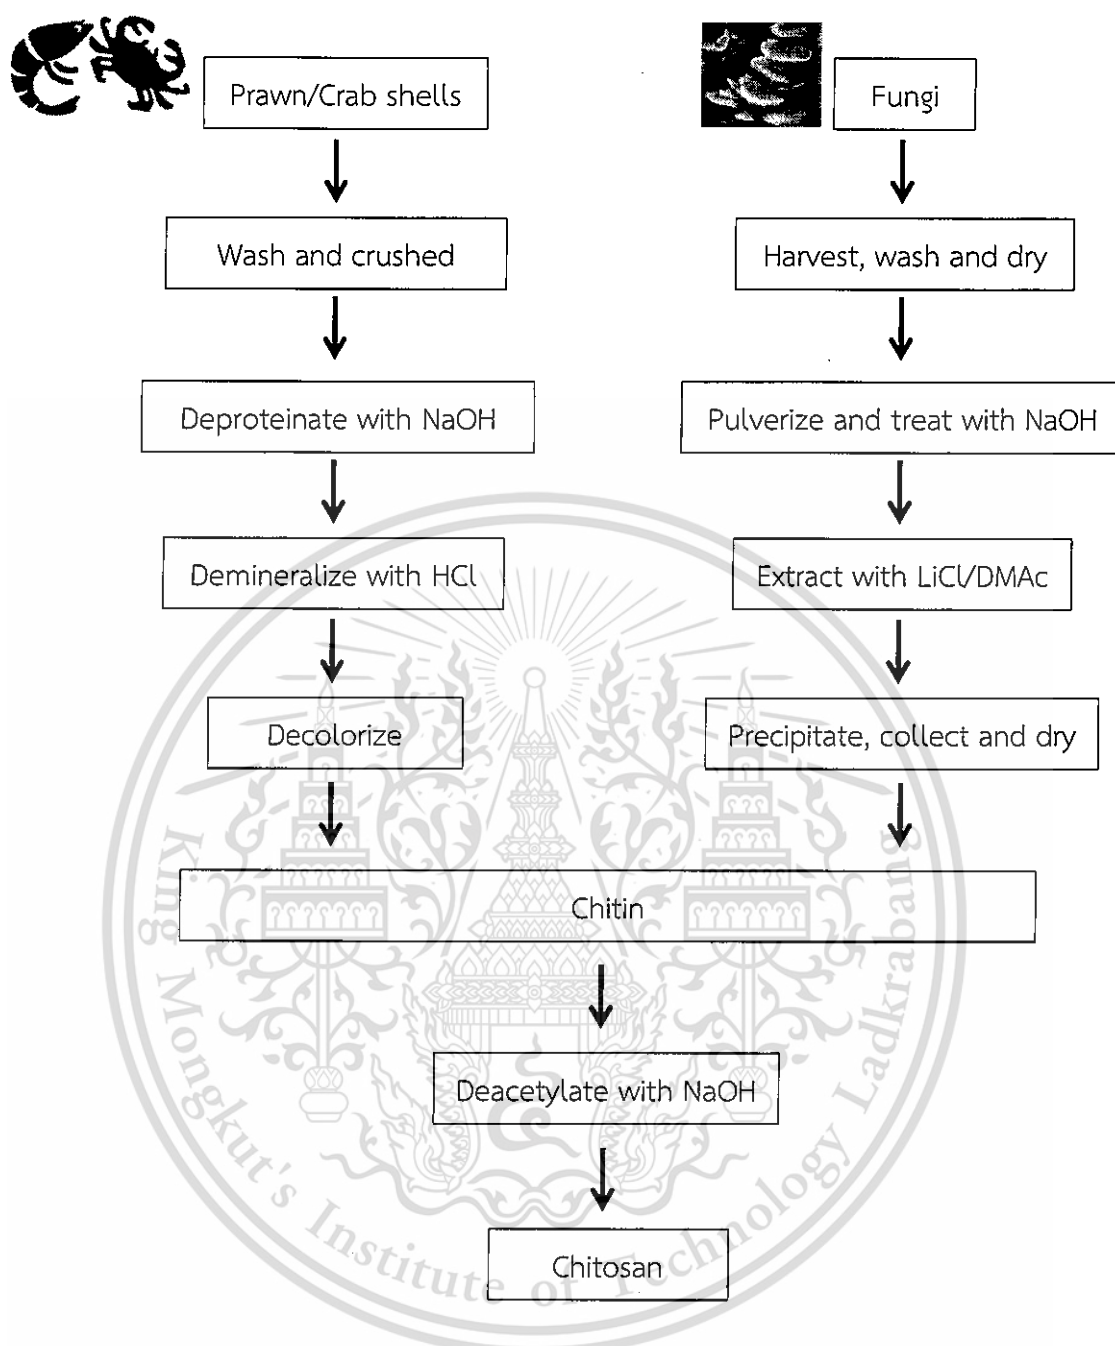 Prawn/Crab shells
Fungi
Wash and crushed
Harvest, wash and dry
Deproteinate with NaOH
Pulverize and treat with NaOH
Demineralize with HCl
Extract with LiCl/DMAc
Decolorize
Precipitate, collect and dry
Chitin
Deacetylate with NaOH
Chitosan
King Mongkut's Institute of Technology Ladkrabang